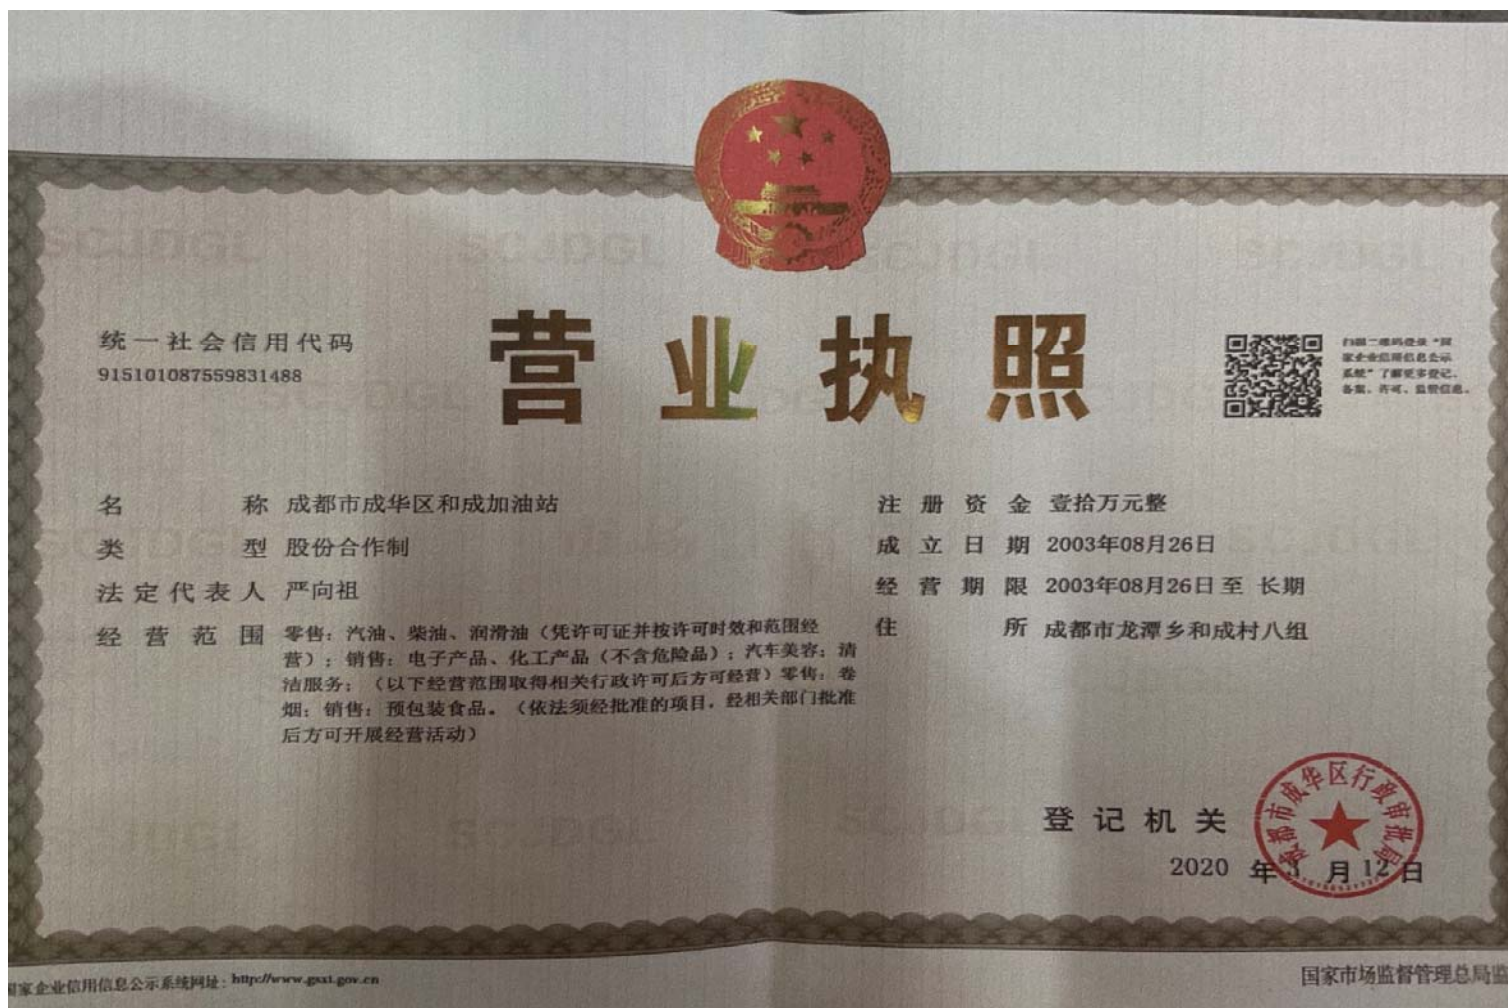 营业执照
统一社会信用代码
915101087559831488
扫描二维码登录“国
家企业信用信息公示
系统”了解更多登记、
备案、许可、监管信息。
名称 成都市成华区和成加油站
类型 股份合作制
法定代表人 严向祖
经营范围 零售：汽油、柴油、润滑油（凭许可证并按许可时效和范围经
营）；销售：电子产品、化工产品（不含危险品）；汽车美容；清
洁服务；（以下经营范围取得相关行政许可后方可经营）零售：卷
烟；销售：预包装食品。（依法须经批准的项目，经相关部门批准
后方可开展经营活动）
注册资金 壹拾万元整
成立日期 2003年08月26日
经营期限 2003年08月26日至 长期
住所 成都市龙潭乡和成村八组
登记机关
成都市成华区行政审批局
2020 年 3 月 12 日
国家企业信用信息公示系统网址：http://www.gsxt.gov.cn
国家市场监督管理总局监